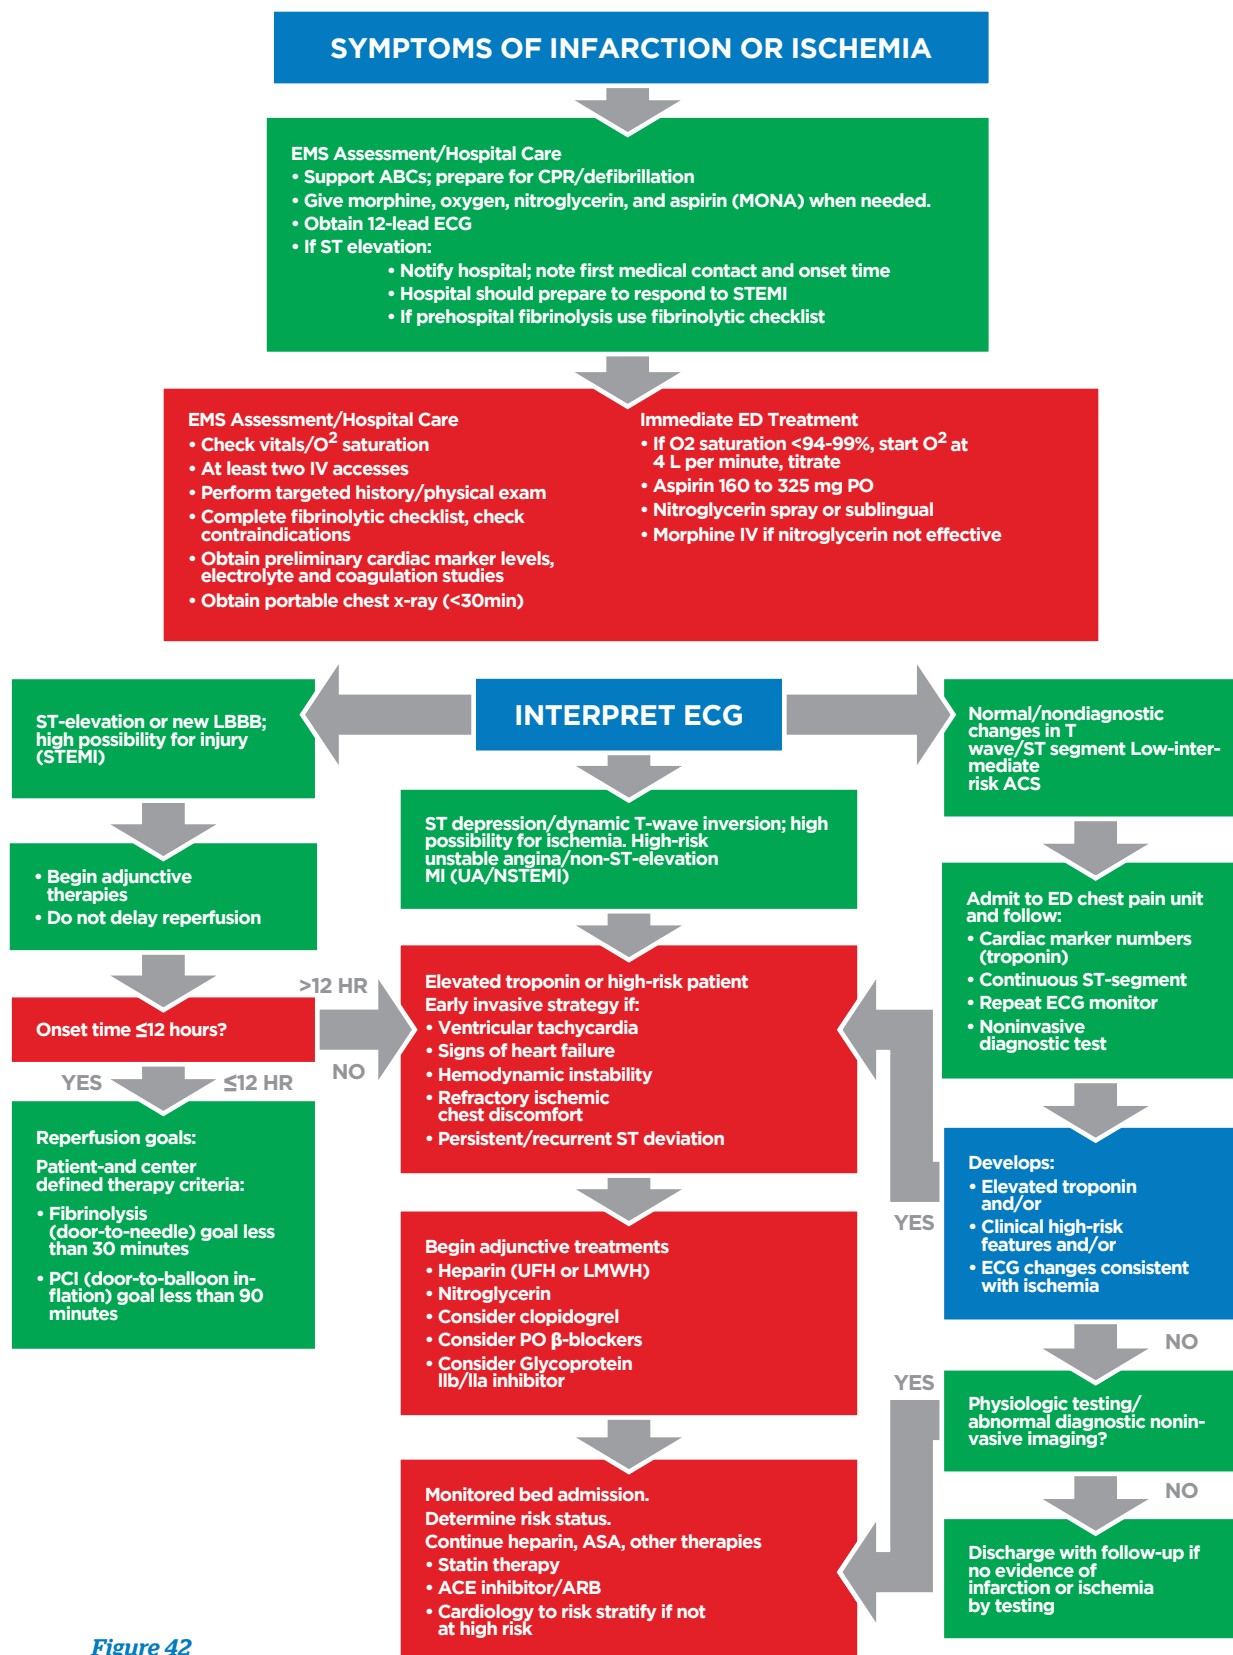 SYMPTOMS OF INFARCTION OR ISCHEMIA
EMS Assessment/Hospital Care
• Support ABCs; prepare for CPR/defibrillation
• Give morphine, oxygen, nitroglycerin, and aspirin (MONA) when needed.
• Obtain 12-lead ECG
• If ST elevation:
• Notify hospital; note first medical contact and onset time
• Hospital should prepare to respond to STEMI
• If prehospital fibrinolysis use fibrinolytic checklist
EMS Assessment/Hospital Care
• Check vitals/O2 saturation
• At least two IV accesses
• Perform targeted history/physical exam
• Complete fibrinolytic checklist, check
contraindications
• Obtain preliminary cardiac marker levels,
electrolyte and coagulation studies
• Obtain portable chest x-ray (<30min)
Immediate ED Treatment
• If O2 saturation <94-99%, start O2 at
4 L per minute, titrate
• Aspirin 160 to 325 mg PO
• Nitroglycerin spray or sublingual
• Morphine IV if nitroglycerin not effective
INTERPRET ECG
ST-elevation or new LBBB;
high possibility for injury
(STEMI)
• Begin adjunctive
therapies
• Do not delay reperfusion
Onset time ≤12 hours?
>12 HR
NO
YES
≤12 HR
Reperfusion goals:
Patient-and center
defined therapy criteria:
• Fibrinolysis
(door-to-needle) goal less
than 30 minutes
• PCI (door-to-balloon in-
flation) goal less than 90
minutes
ST depression/dynamic T-wave inversion; high
possibility for ischemia. High-risk
unstable angina/non-ST-elevation
MI (UA/NSTEMI)
Elevated troponin or high-risk patient
Early invasive strategy if:
• Ventricular tachycardia
• Signs of heart failure
• Hemodynamic instability
• Refractory ischemic
chest discomfort
• Persistent/recurrent ST deviation
Begin adjunctive treatments
• Heparin (UFH or LMWH)
• Nitroglycerin
• Consider clopidogrel
• Consider PO β-blockers
• Consider Glycoprotein
llb/lla inhibitor
Monitored bed admission.
Determine risk status.
Continue heparin, ASA, other therapies
• Statin therapy
• ACE inhibitor/ARB
• Cardiology to risk stratify if not
at high risk
Normal/nondiagnostic
changes in T
wave/ST segment Low-inter-
mediate
risk ACS
Admit to ED chest pain unit
and follow:
• Cardiac marker numbers
(troponin)
• Continuous ST-segment
• Repeat ECG monitor
• Noninvasive
diagnostic test
Develops:
• Elevated troponin
and/or
• Clinical high-risk
features and/or
• ECG changes consistent
with ischemia
YES
NO
Physiologic testing/
abnormal diagnostic nonin-
vasive imaging?
YES
NO
Discharge with follow-up if
no evidence of
infarction or ischemia
by testing
Figure 42